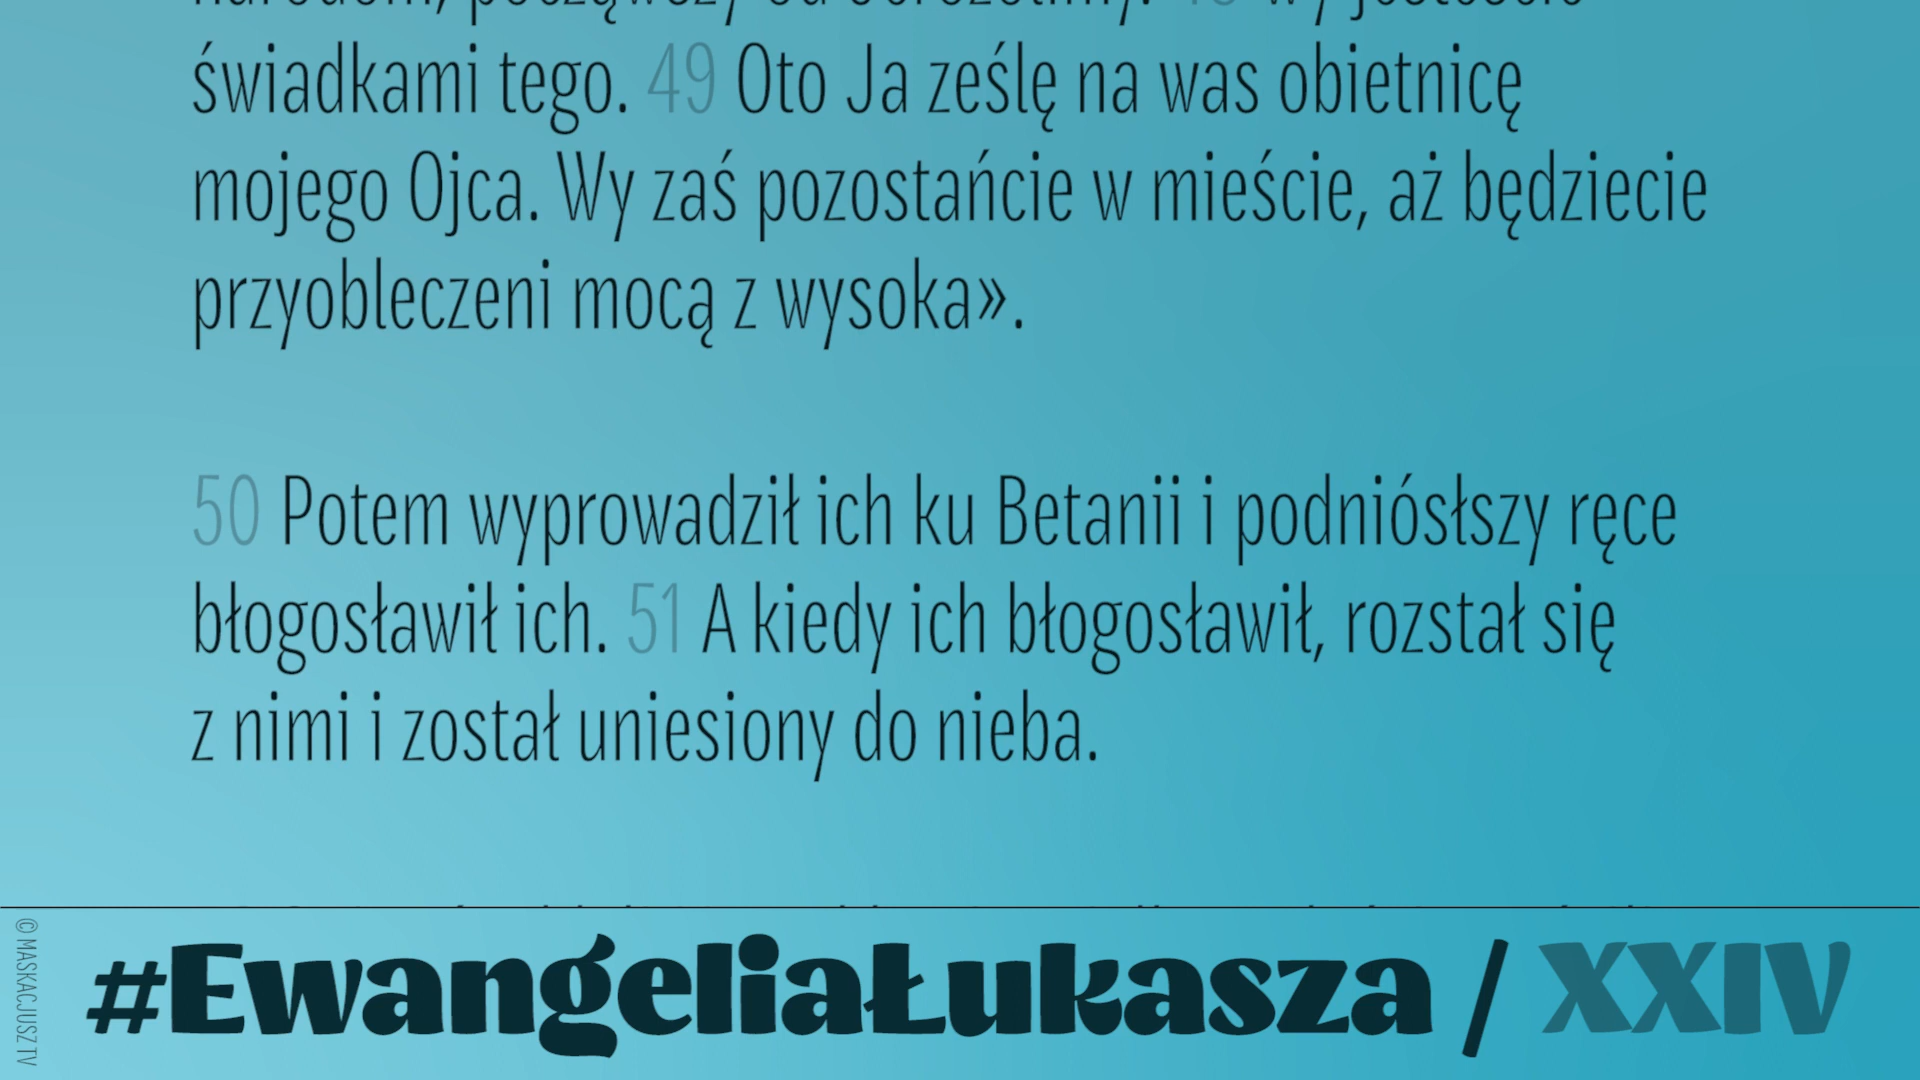 świadkami tego. 49 Oto Ja ześlę na was obietnicę
mojego Ojca. Wy zaś pozostańcie w mieście, aż będziecie
przyobleczeni mocą z wysoka».
50 Potem wyprowadził ich ku Betanii i podniósłszy ręce
błogosławił ich. 51 A kiedy ich błogosławił, rozstał się
z nimi i został uniesiony do nieba.
#EwangeliaŁukasza / XXIV
© MASKACJUSZ TV